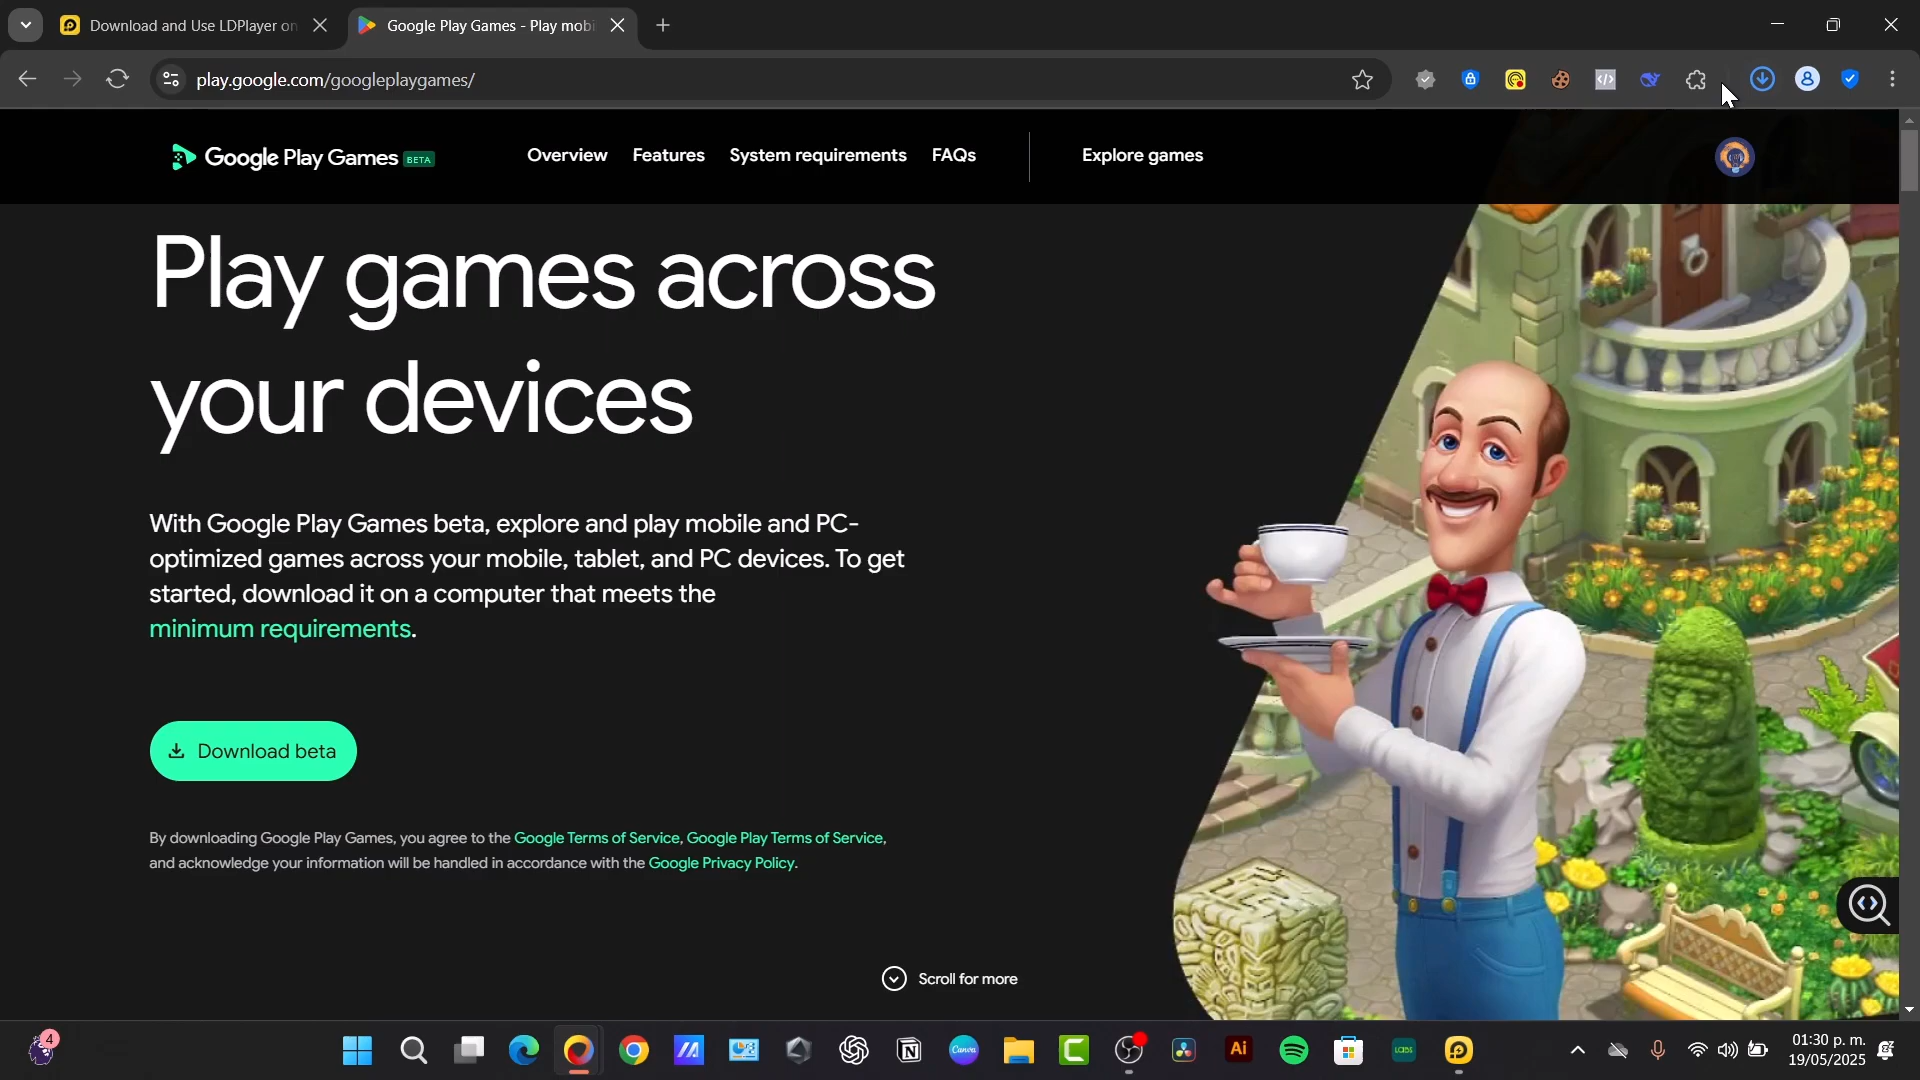 Download and Use LDPlayer on
Google Play Games - Play mobi
play.google.com/googleplaygames/
Google Play Games BETA
Overview
Features
System requirements
FAQs
Explore games
Play games across
your devices
With Google Play Games beta, explore and play mobile and PC-
optimized games across your mobile, tablet, and PC devices. To get
started, download it on a computer that meets the
minimum requirements.
Download beta
By downloading Google Play Games, you agree to the Google Terms of Service, Google Play Terms of Service,
and acknowledge your information will be handled in accordance with the Google Privacy Policy.
Scroll for more
4
Canva
Ai
LABS
01:30 p. m.
19/05/2025